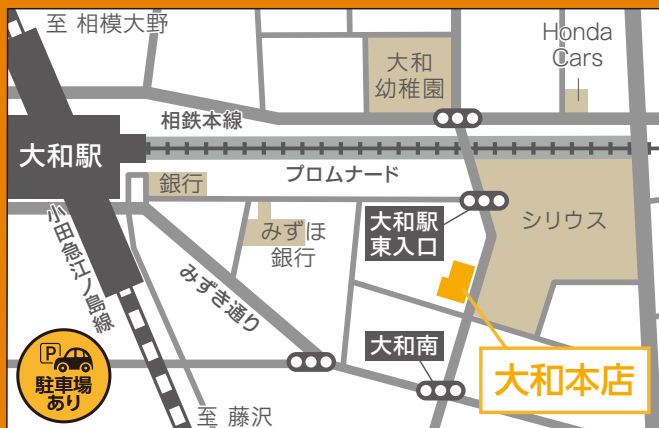 至 相模大野
Honda
Cars
大和
幼稚園
相鉄本線
大和駅
プロムナード
銀行
大和駅
東入口
シリウス
みずほ
銀行
小田急江ノ島線
みずき通り
大和南
大和本店
P
駐車場
あり
至 藤沢